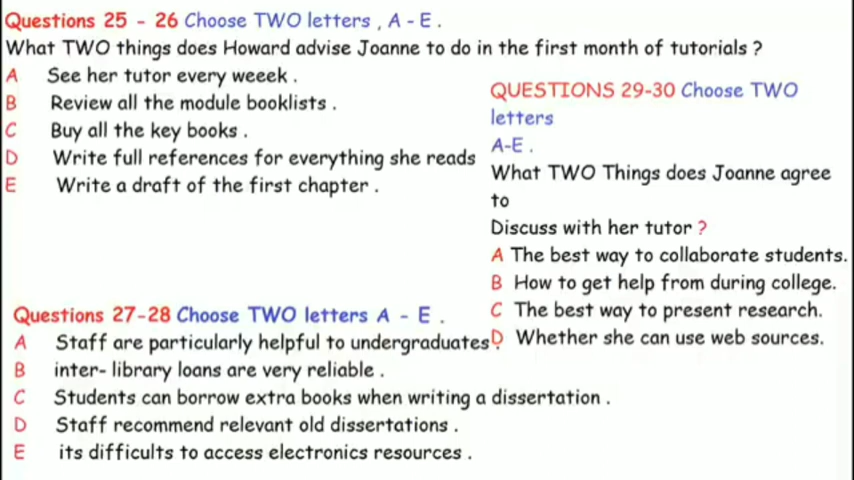 Questions 25 - 26 Choose TWO letters , A - E .
What TWO things does Howard advise Joanne to do in the first month of tutorials ?
A See her tutor every weeek .
B Review all the module booklists .
C Buy all the key books .
D Write full references for everything she reads
E Write a draft of the first chapter .
QUESTIONS 29-30 Choose TWO
letters
A-E .
What TWO Things does Joanne agree
to
Discuss with her tutor ?
A The best way to collaborate students.
B How to get help from during college.
C The best way to present research.
D Whether she can use web sources.
Questions 27-28 Choose TWO letters A - E .
A Staff are particularly helpful to undergraduates .
B inter- library loans are very reliable .
C Students can borrow extra books when writing a dissertation .
D Staff recommend relevant old dissertations .
E its difficults to access electronics resources .